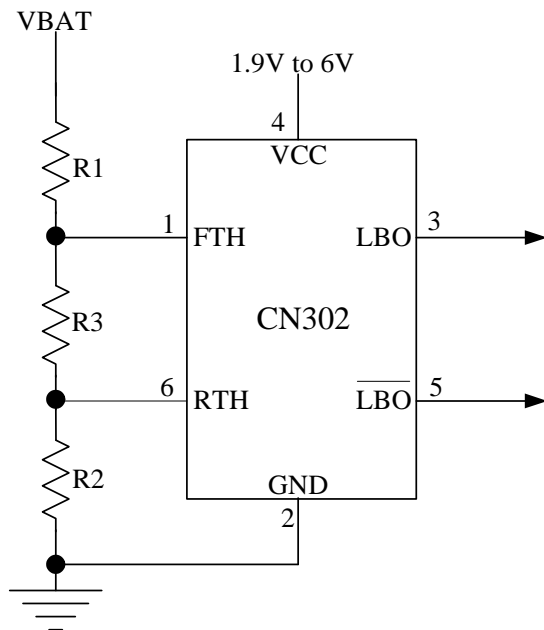 VBAT
1.9V to 6V
4
VCC
R1
1
FTH
LBO
3
R3
CN302
6
RTH
L̅B̅O̅
5
R2
GND
2